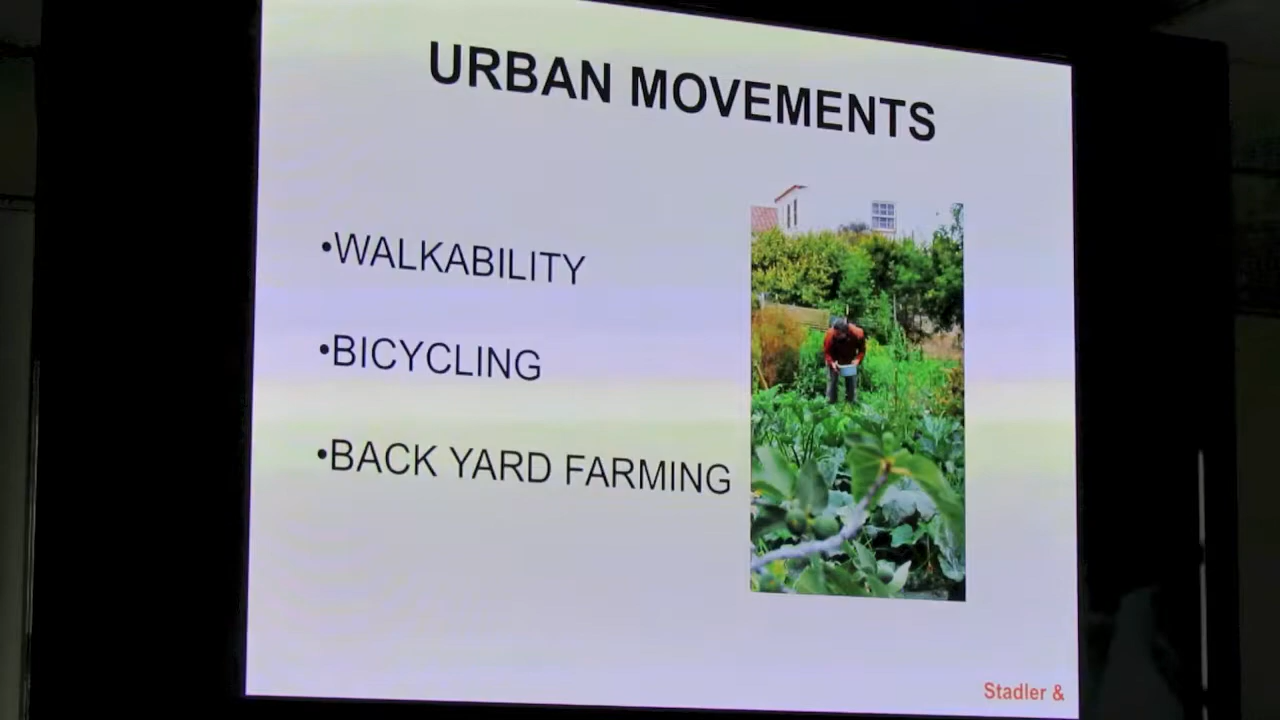 URBAN MOVEMENTS
•WALKABILITY
•BICYCLING
•BACK YARD FARMING
Stadler &